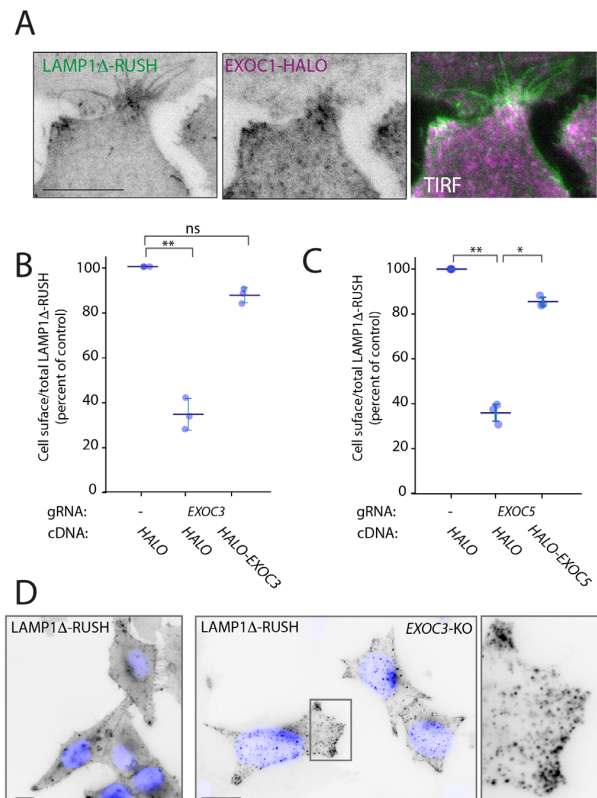 A
LAMP1Δ-RUSH
EXOC1-HALO
TIRF
B
ns
**
100
80
60
40
20
0
Cell suface/total LAMP1Δ-RUSH
(percent of control)
gRNA: - EXOC3
cDNA: HALO HALO HALO-EXOC3
C
** *
100
80
60
40
20
0
Cell suface/total LAMP1Δ-RUSH
(percent of control)
gRNA: - EXOC5
cDNA: HALO HALO HALO-EXOC5
D
LAMP1Δ-RUSH
LAMP1Δ-RUSH EXOC3-KO